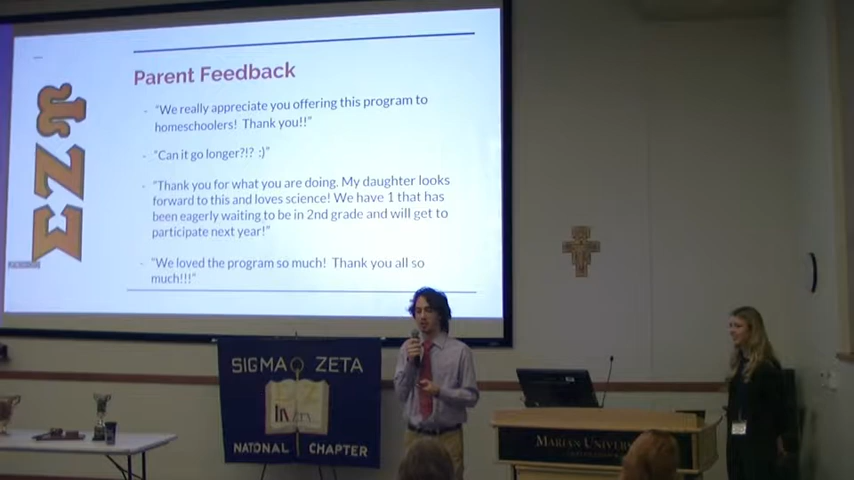 Parent Feedback
- "We really appreciate you offering this program to
homeschoolers! Thank you!!"
- "Can it go longer?!? :)"
- "Thank you for what you are doing. My daughter looks
forward to this and loves science! We have 1 that has
been eagerly waiting to be in 2nd grade and will get to
participate next year!"
- "We loved the program so much! Thank you all so
much!!!"
ΣΖΥ
SIGMA ZETA
NATIONAL CHAPTER
MARIAN UNIVERSITY